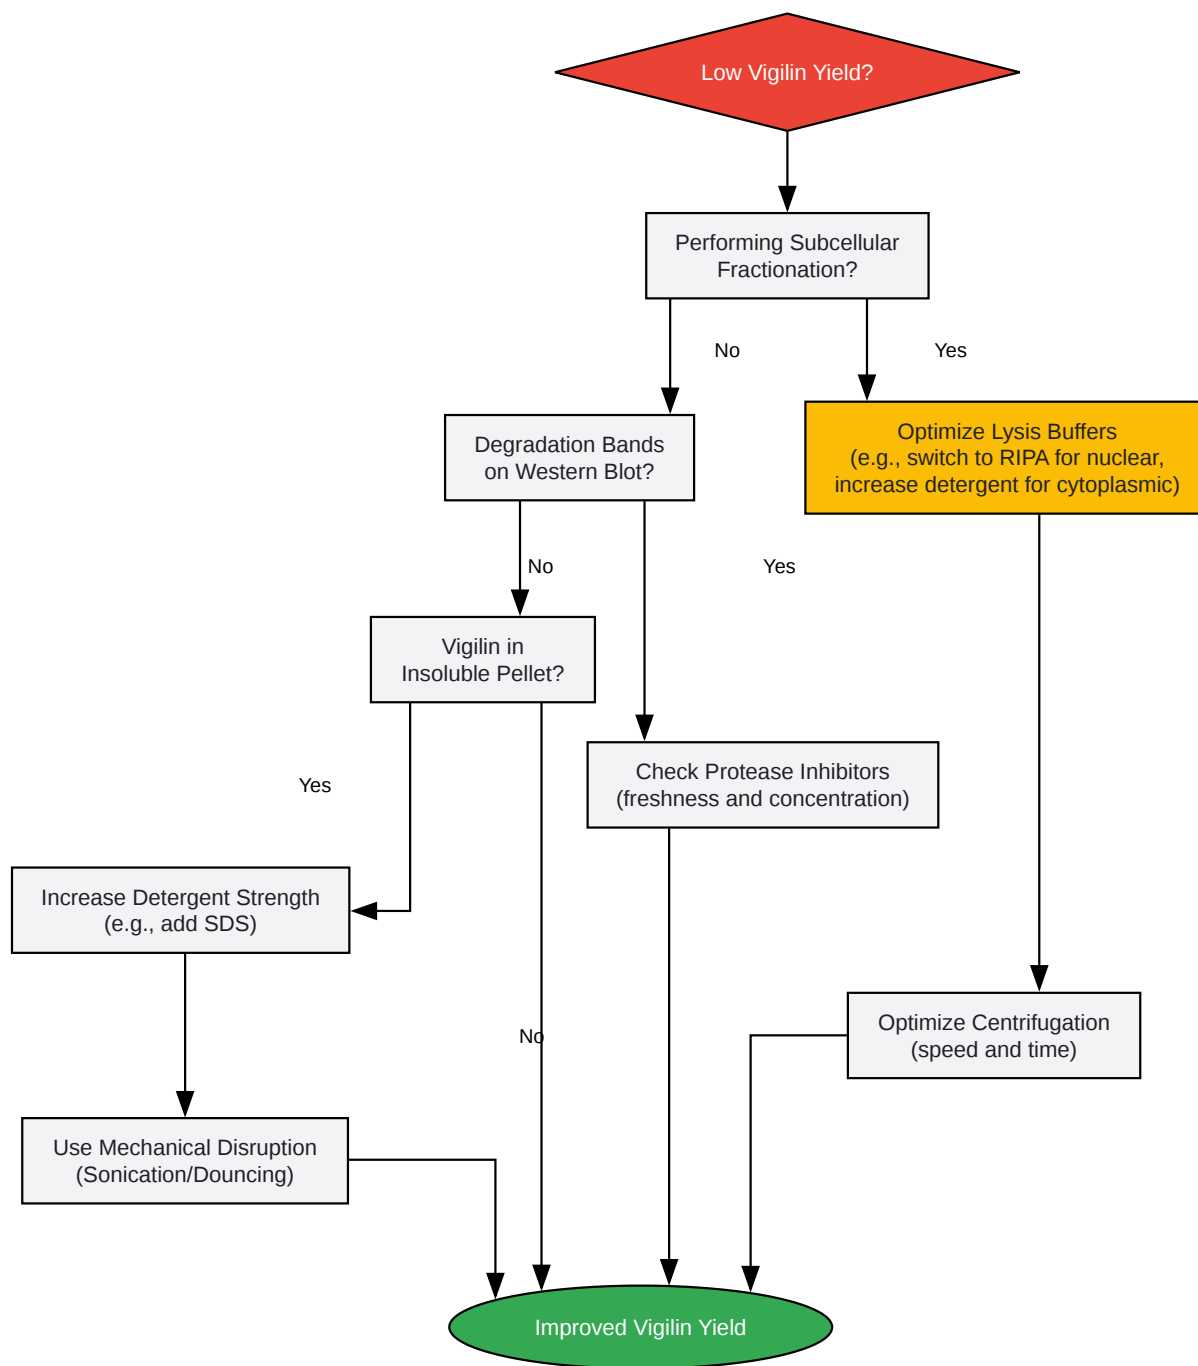 Low Vigilin Yield?
Performing Subcellular
Fractionation?
No
Yes
Degradation Bands
on Western Blot?
Optimize Lysis Buffers
(e.g., switch to RIPA for nuclear,
increase detergent for cytoplasmic)
No
Yes
Vigilin in
Insoluble Pellet?
Check Protease Inhibitors
(freshness and concentration)
Yes
Increase Detergent Strength
(e.g., add SDS)
No
Optimize Centrifugation
(speed and time)
Use Mechanical Disruption
(Sonication/Douncing)
Improved Vigilin Yield